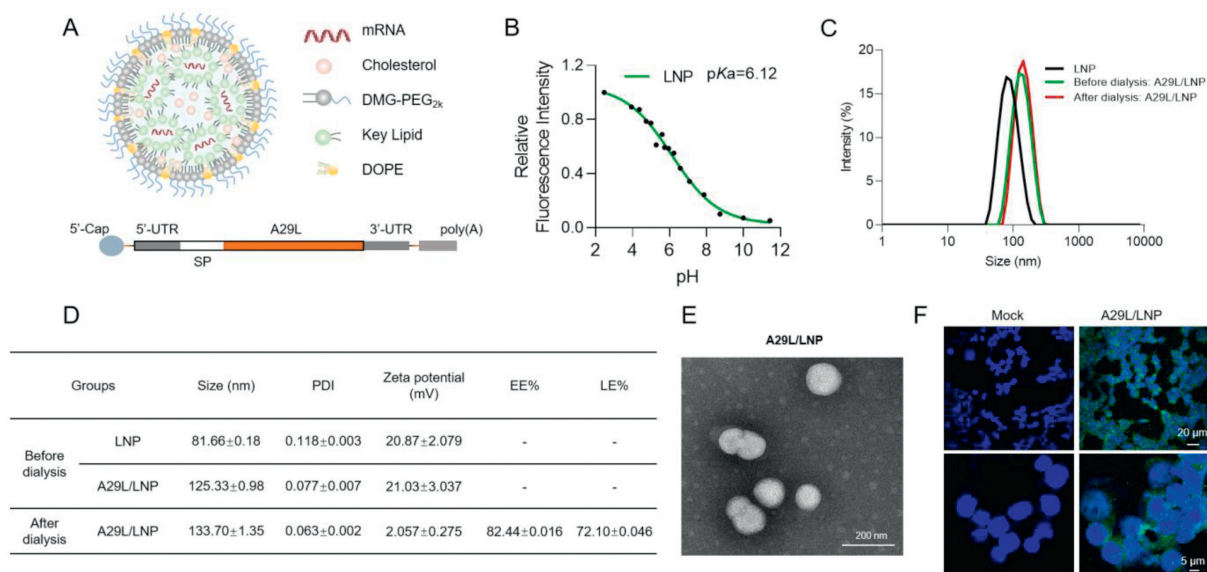 A
mRNA
Cholesterol
DMG-PEG2k
Key Lipid
DOPE
5'-Cap 5'-UTR A29L 3'-UTR poly(A)
SP
B
LNP pKa=6.12
Relative
Fluorescence Intensity
1.2
0.8
0.4
0.0
2 4 6 8 10 12
pH
C
LNP
Before dialysis: A29L/LNP
After dialysis: A29L/LNP
Intensity (%)
20
15
10
5
0
1 10 100 1000 10000
Size (nm)
D
Groups Size (nm) PDI Zeta potential (mV) EE% LE%
Before dialysis LNP 81.66±0.18 0.118±0.003 20.87±2.079 - -
A29L/LNP 125.33±0.98 0.077±0.007 21.03±3.037 - -
After dialysis A29L/LNP 133.70±1.35 0.063±0.002 2.057±0.275 82.44±0.016 72.10±0.046
E
A29L/LNP
200 nm
F
Mock A29L/LNP
20 μm
5 μm